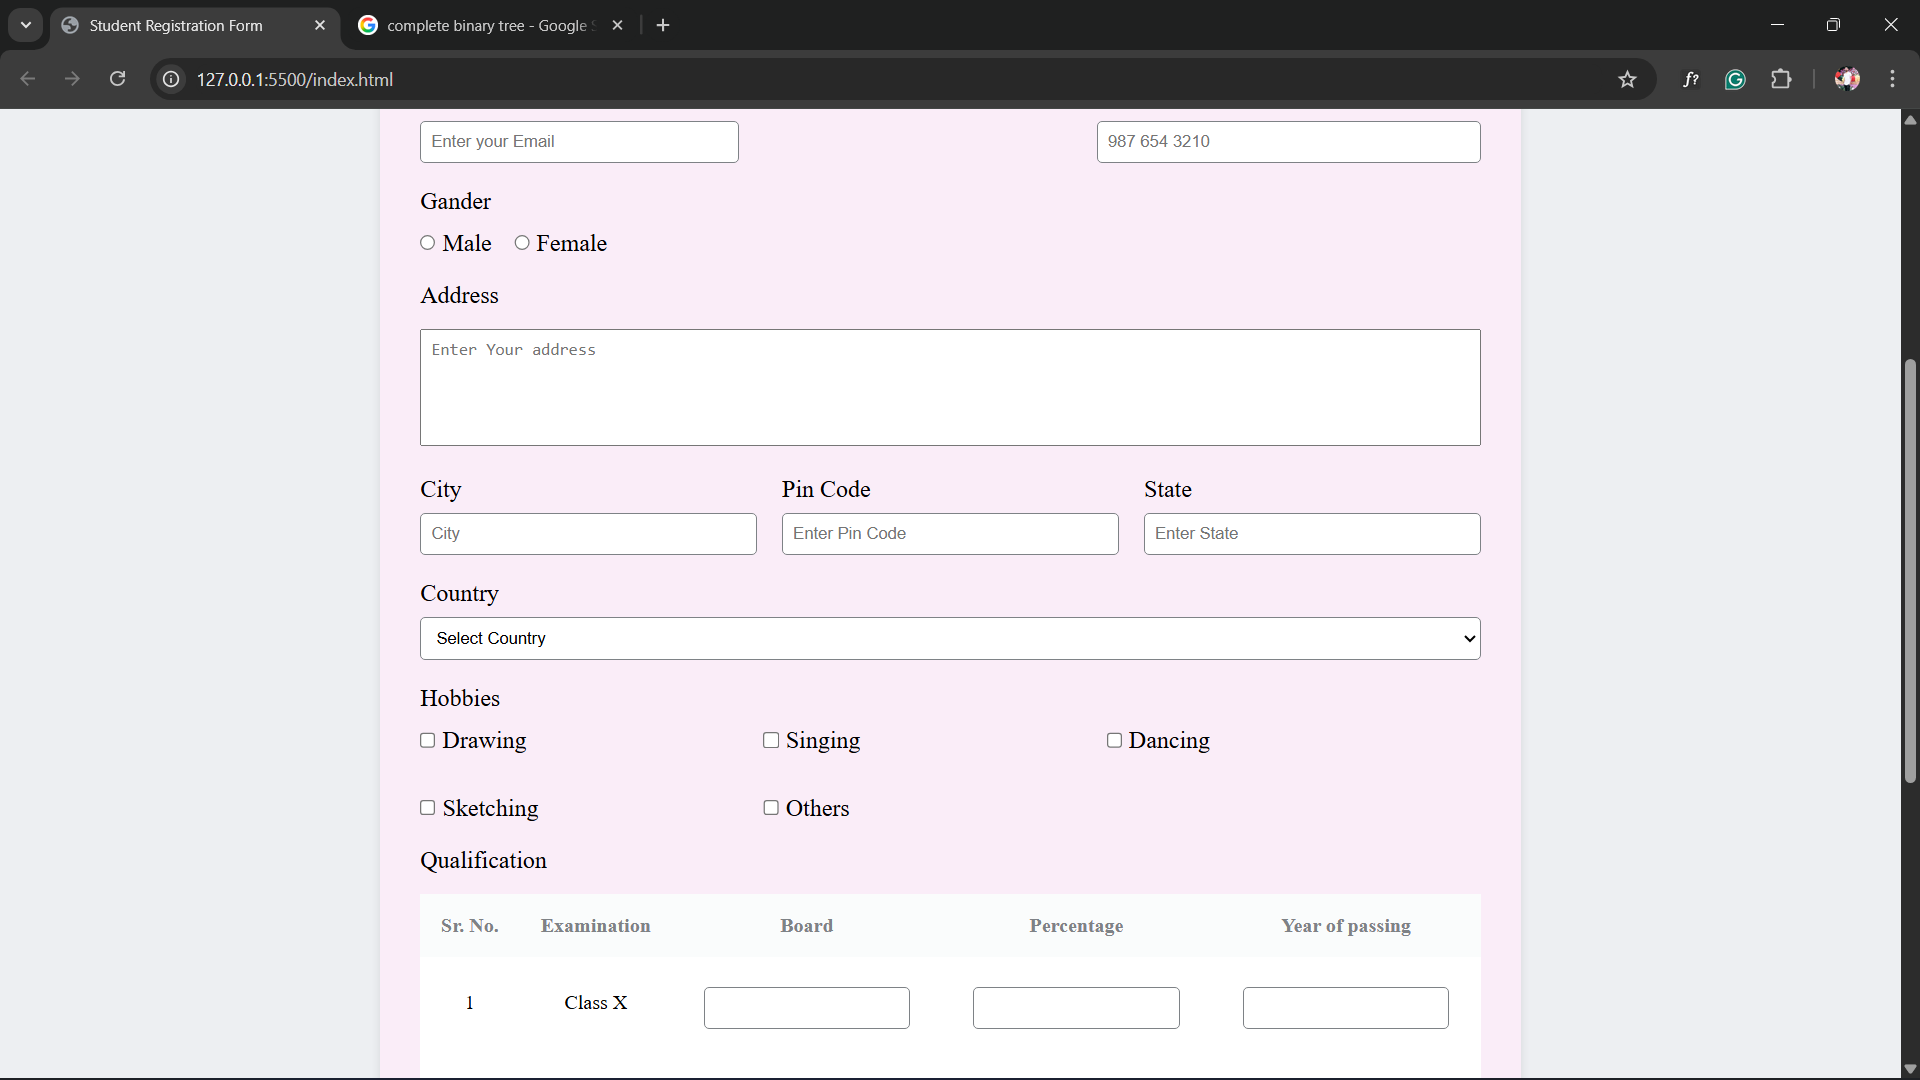 Student Registration Form
complete binary tree - Google
127.0.0.1:5500/index.html
Enter your Email
987 654 3210
Gander
Male Female
Address
Enter Your address
City Pin Code State
City Enter Pin Code Enter State
Country
Select Country
Hobbies
Drawing Singing Dancing
Sketching Others
Qualification
Sr. No. Examination Board Percentage Year of passing
1 Class X